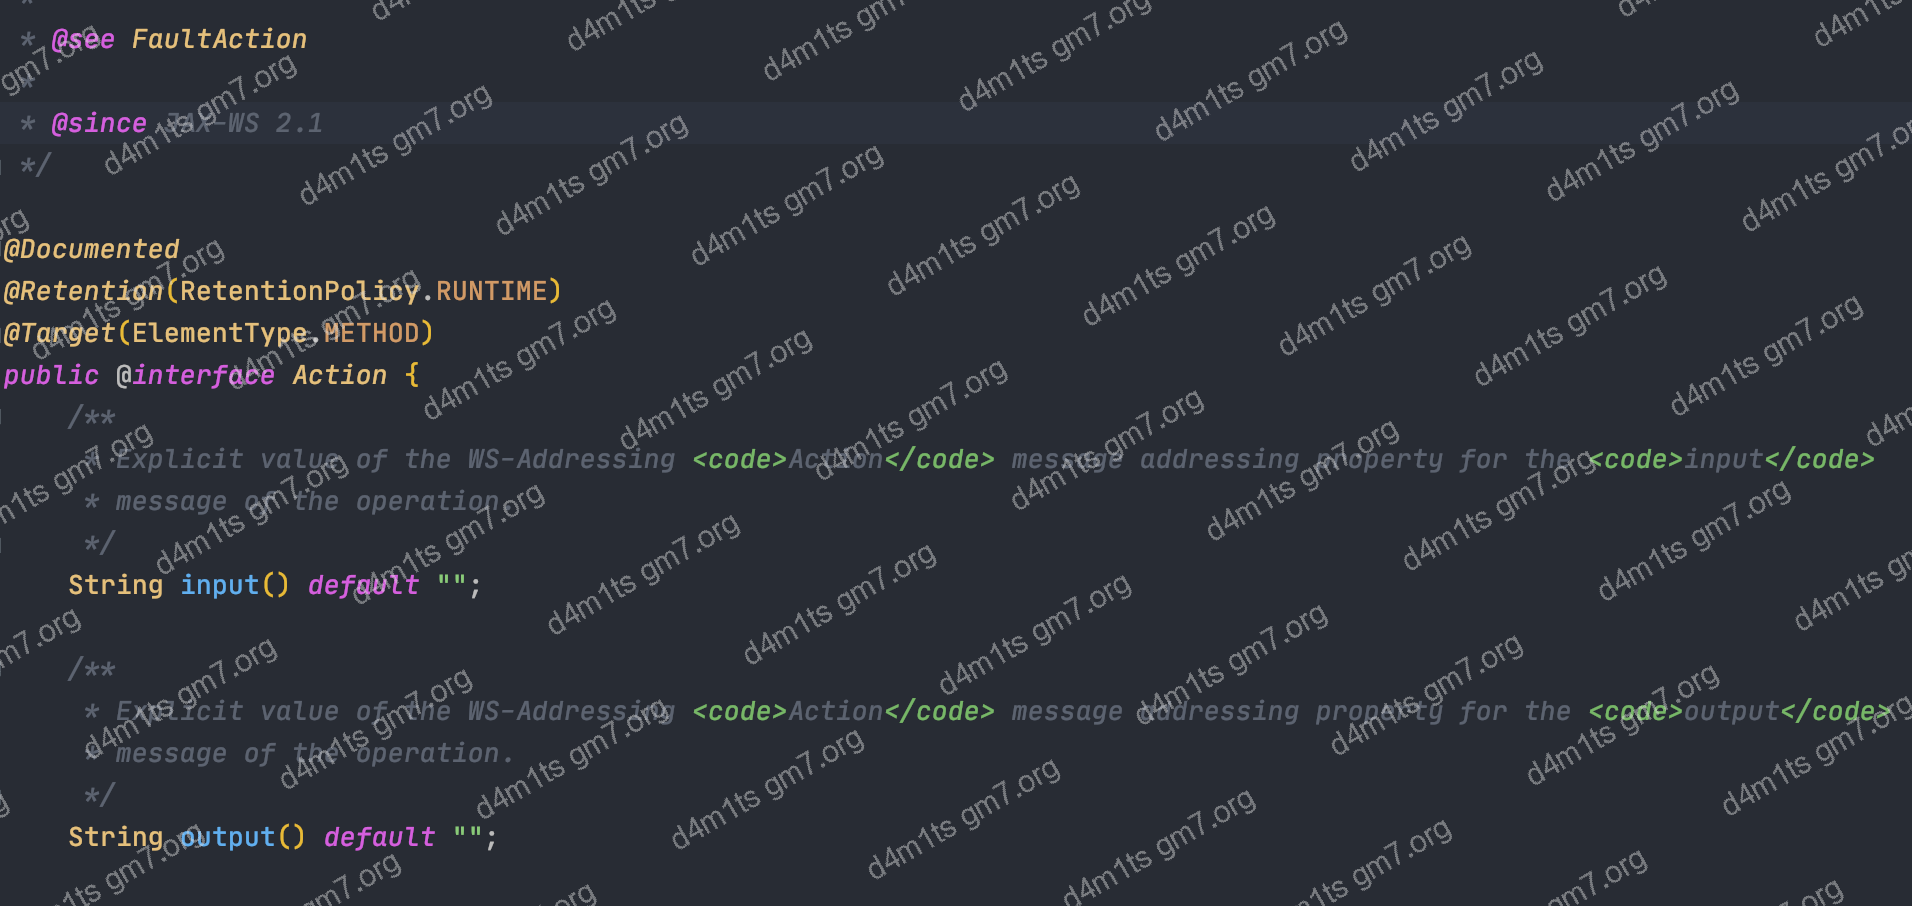 *
* @see FaultAction
*
* @since JAX-WS 2.1
*/
@Documented
@Retention(RetentionPolicy.RUNTIME)
@Target(ElementType.METHOD)
public @interface Action {
/**
* Explicit value of the WS-Addressing <code>Action</code> message addressing property for the <code>input</code>
* message of the operation.
*/
String input() default "";
/**
* Explicit value of the WS-Addressing <code>Action</code> message addressing property for the <code>output</code>
* message of the operation.
*/
String output() default "";
d4m1ts gm7.org